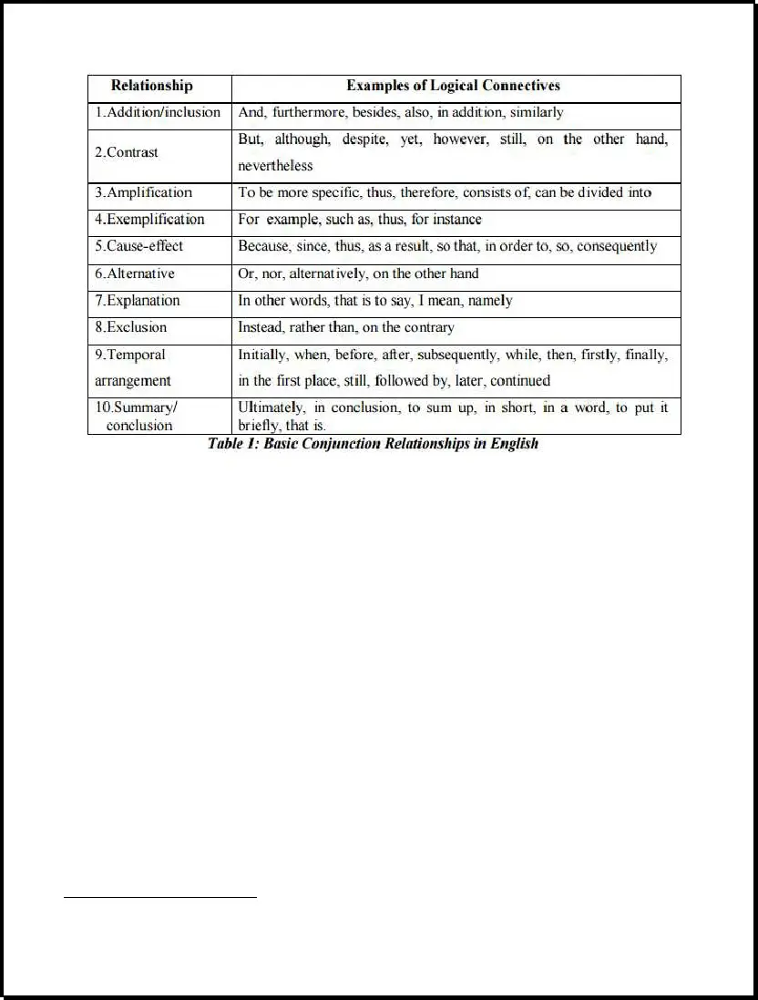 Relationship Examples of Logical Connectives
1.Addition/inclusion And, furthermore, besides, also, in addition, similarly
2.Contrast But, although, despite, yet, however, still, on the other hand,
nevertheless
3.Amplification To be more specific, thus, therefore, consists of, can be divided into
4.Exemplification For example, such as, thus, for instance
5.Cause-effect Because, since, thus, as a result, so that, in order to, so, consequently
6.Alternative Or, nor, alternatively, on the other hand
7.Explanation In other words, that is to say, I mean, namely
8.Exclusion Instead, rather than, on the contrary
9.Temporal Initially, when, before, after, subsequently, while, then, firstly, finally,
arrangement in the first place, still, followed by, later, continued
10.Summary/ Ultimately, in conclusion, to sum up, in short, in a word, to put it
conclusion briefly, that is.
Table 1: Basic Conjunction Relationships in English